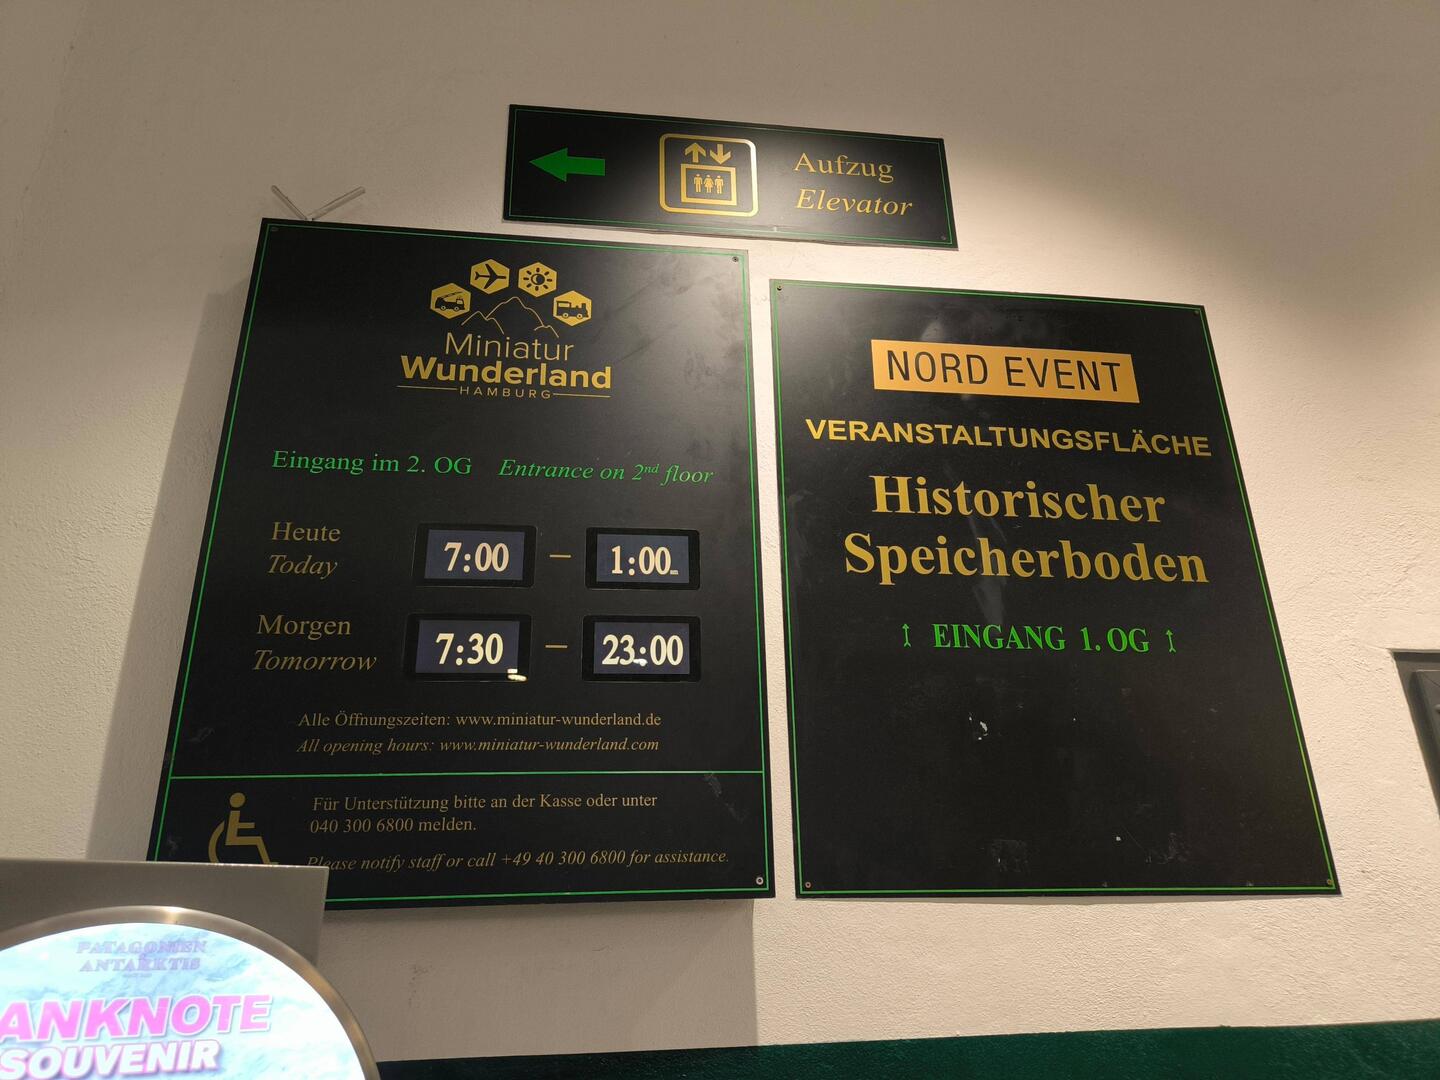 Aufzug
Elevator
Miniatur
Wunderland
HAMBURG
Eingang im 2. OG Entrance on 2nd floor
Heute
Today
7:00 – 1:00
Morgen
Tomorrow
7:30 – 23:00
Alle Öffnungszeiten: www.miniatur-wunderland.de
All opening hours: www.miniatur-wunderland.com
Für Unterstützung bitte an der Kasse oder unter
040 300 6800 melden.
Please notify staff or call +49 40 300 6800 for assistance.
NORD EVENT
VERANSTALTUNGSFLÄCHE
Historischer
Speicherboden
↑ EINGANG 1. OG ↑
PATAGONIEN
ANTARKTIS
ANKNOTE
SOUVENIR